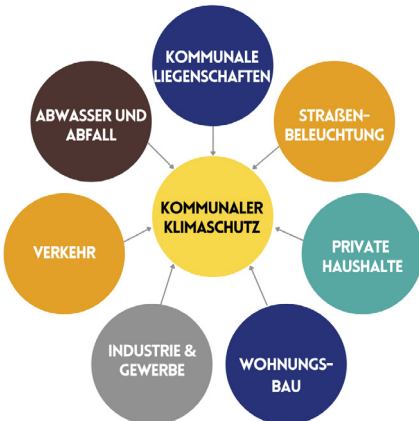 KOMMUNALE
LIEGENSCHAFTEN
ABWASSER UND
ABFALL
STRAẞEN-
BELEUCHTUNG
KOMMUNALER
KLIMASCHUTZ
VERKEHR
PRIVATE
HAUSHALTE
INDUSTRIE &
GEWERBE
WOHNUNGS-
BAU